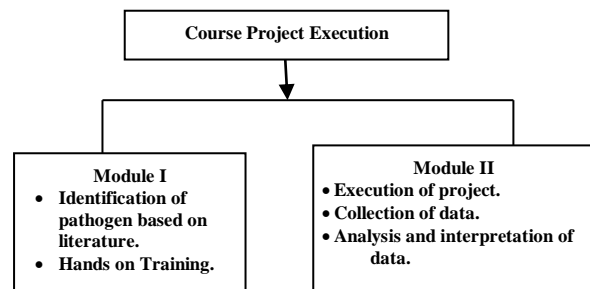 Course Project Execution
Module I
• Identification of
pathogen based on
literature.
• Hands on Training.
Module II
• Execution of project.
• Collection of data.
• Analysis and interpretation of
data.